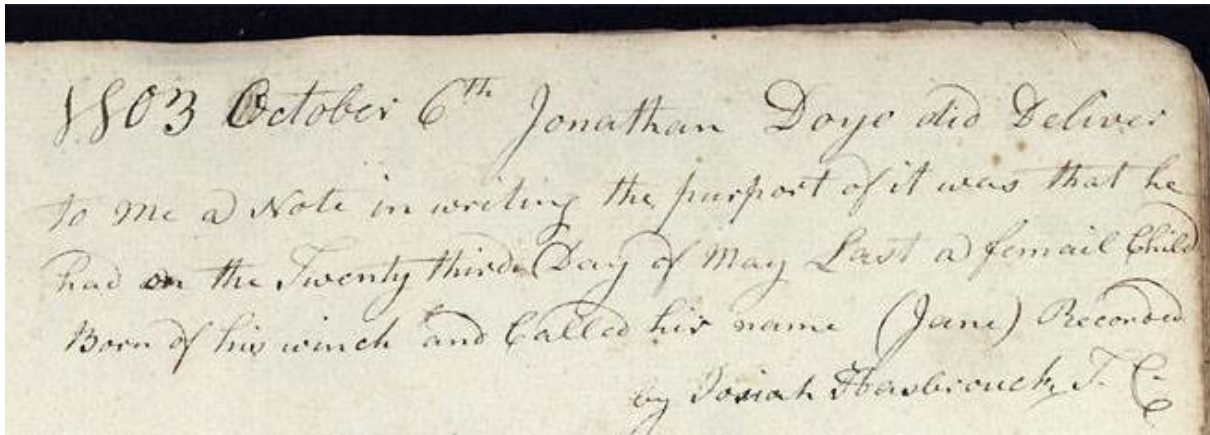 1803 October 6th Jonathan Doyo did Deliver
to me a Note in writing the purport of it was that he
had on the Twenty third Day of May Last a femail Child
Born of his winch and Called his name (Jane) Recorded
by Josiah Hasbrouck, T. C.